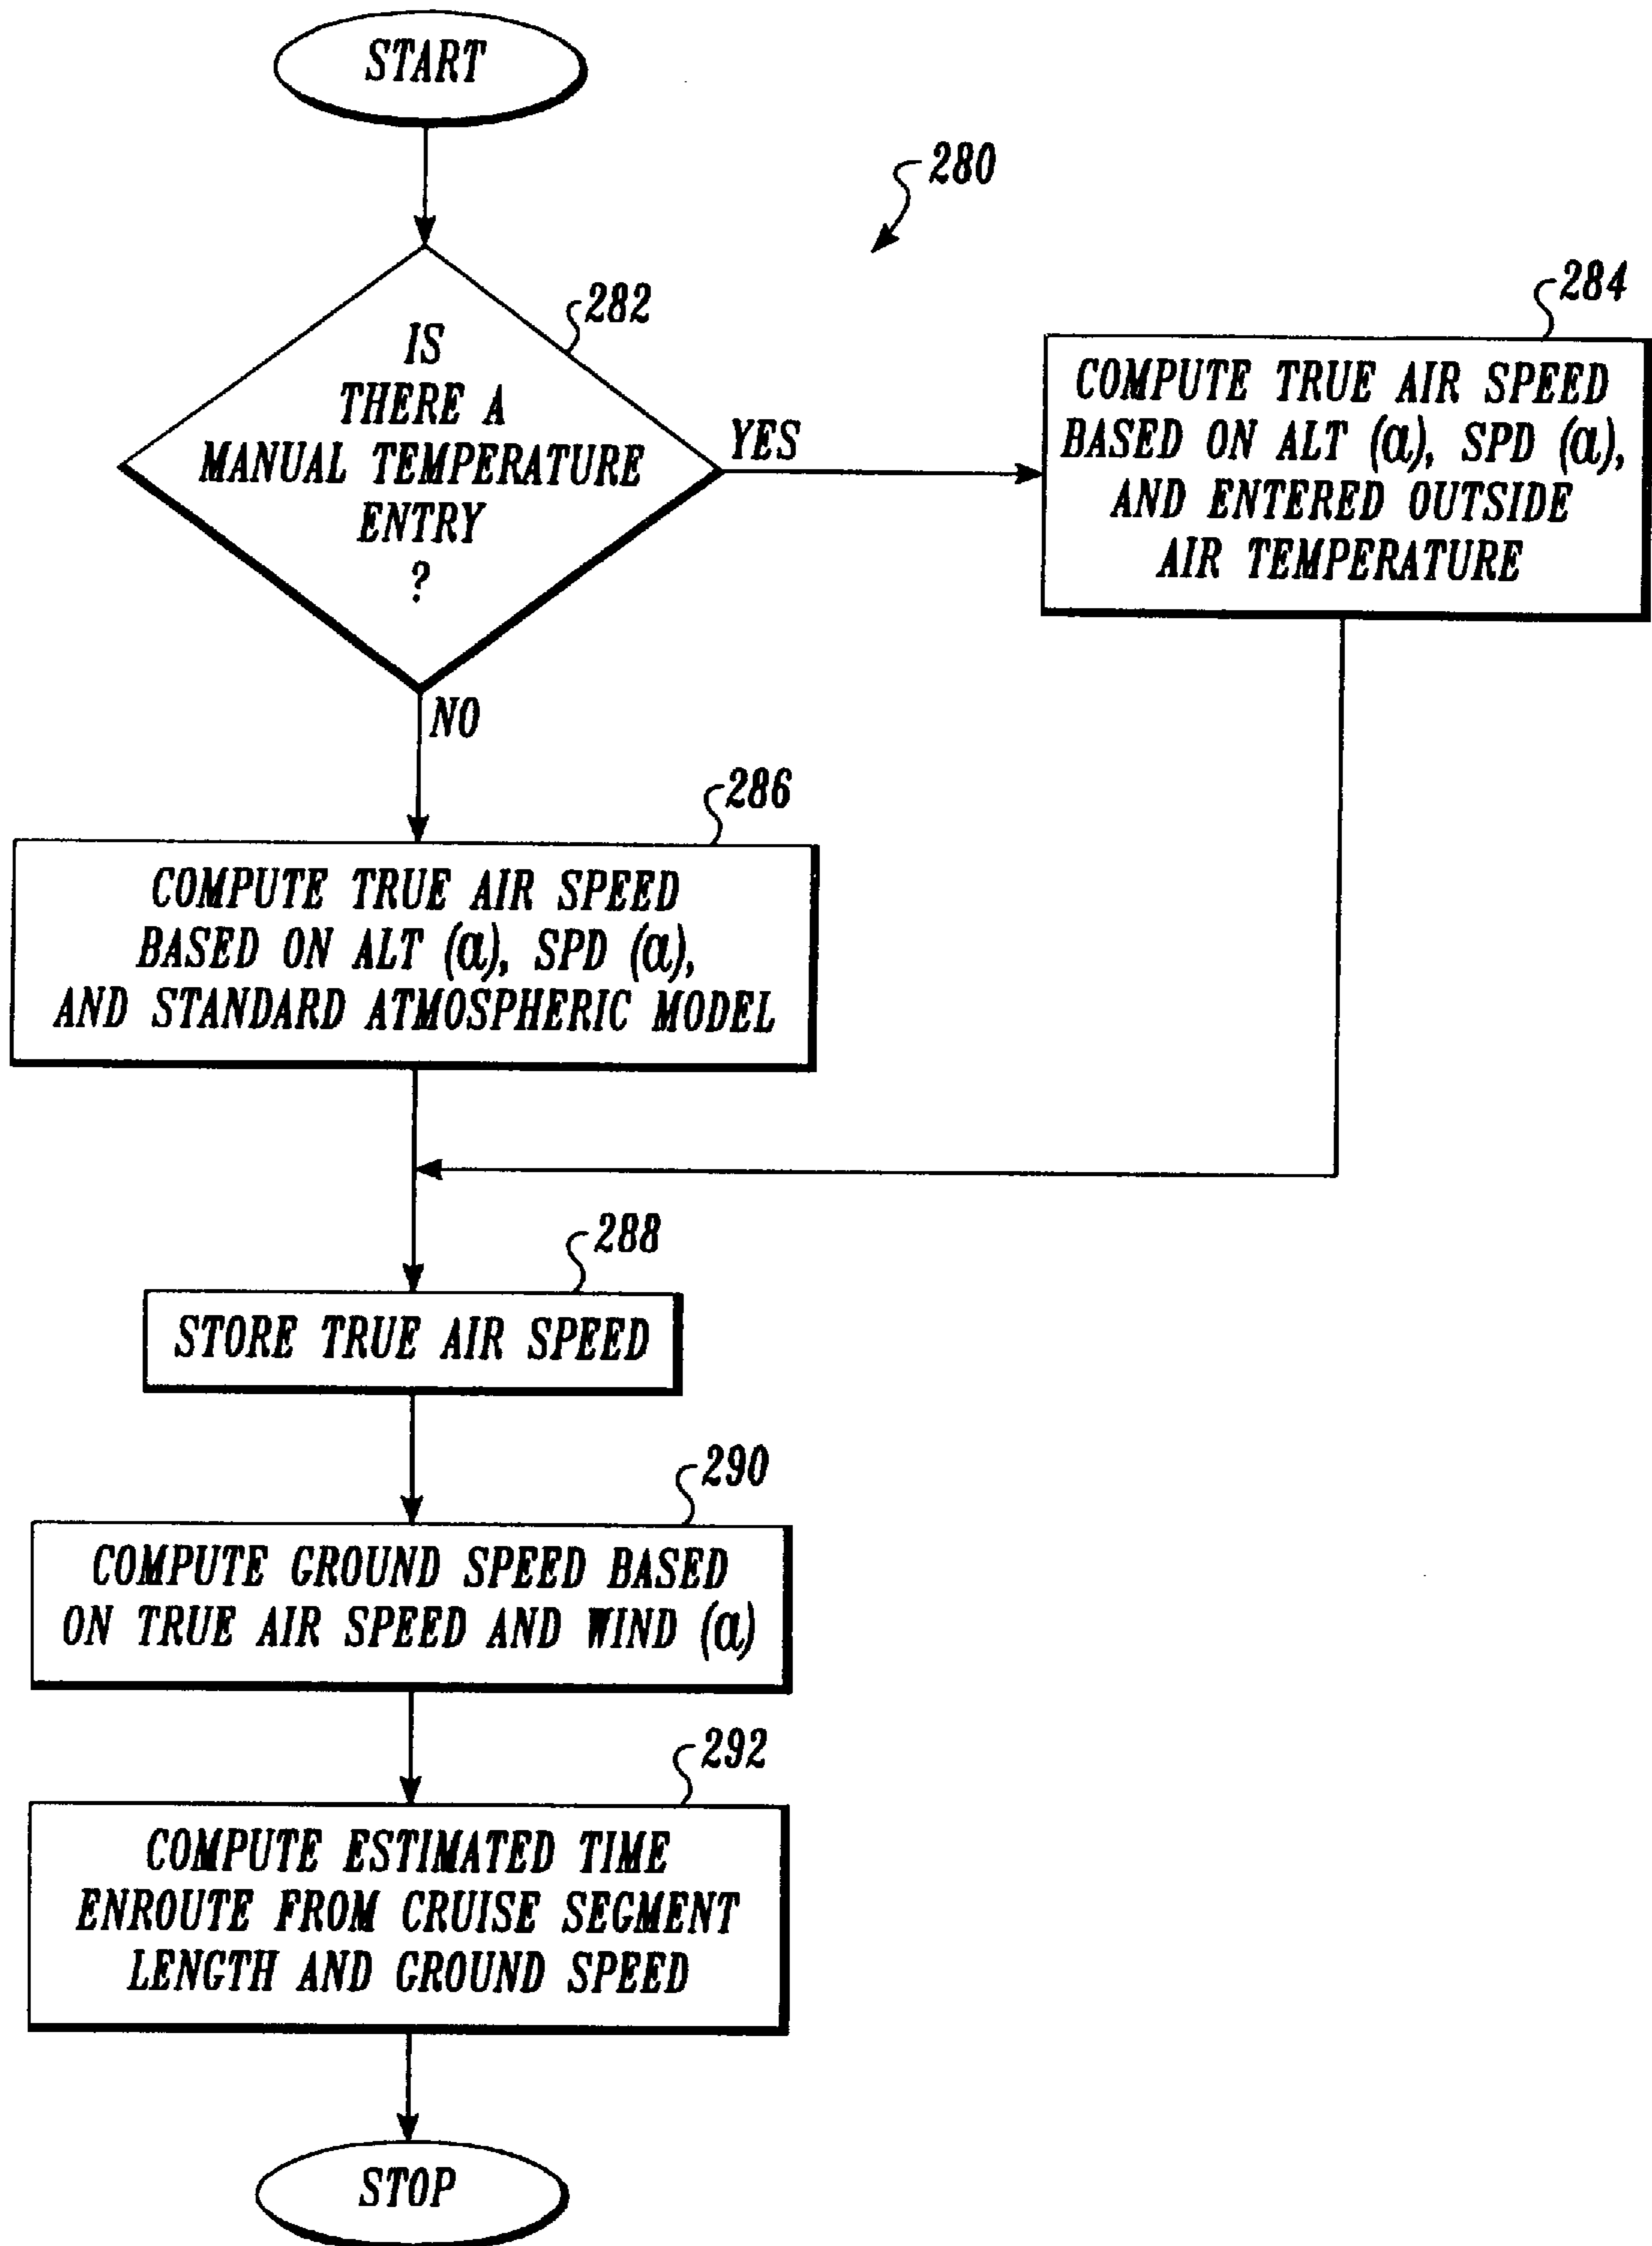 START
280
282
IS
THERE A
MANUAL TEMPERATURE
ENTRY
?
YES
284
COMPUTE TRUE AIR SPEED
BASED ON ALT (α), SPD (α),
AND ENTERED OUTSIDE
AIR TEMPERATURE
NO
286
COMPUTE TRUE AIR SPEED
BASED ON ALT (α), SPD (α),
AND STANDARD ATMOSPHERIC MODEL
288
STORE TRUE AIR SPEED
290
COMPUTE GROUND SPEED BASED
ON TRUE AIR SPEED AND WIND (α)
292
COMPUTE ESTIMATED TIME
ENROUTE FROM CRUISE SEGMENT
LENGTH AND GROUND SPEED
STOP